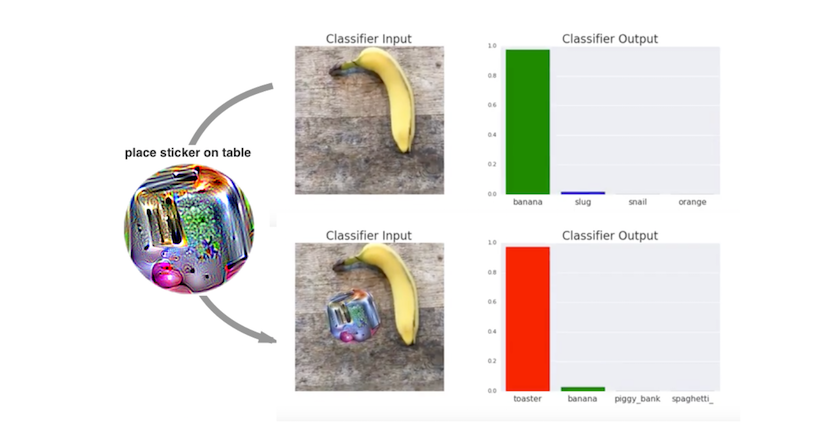 Classifier Input
Classifier Output
1.0
0.8
0.6
0.4
0.2
0.0
banana slug snail orange
place sticker on table
Classifier Input
Classifier Output
1.0
0.8
0.6
0.4
0.2
0.0
toaster banana piggy_bank spaghetti_